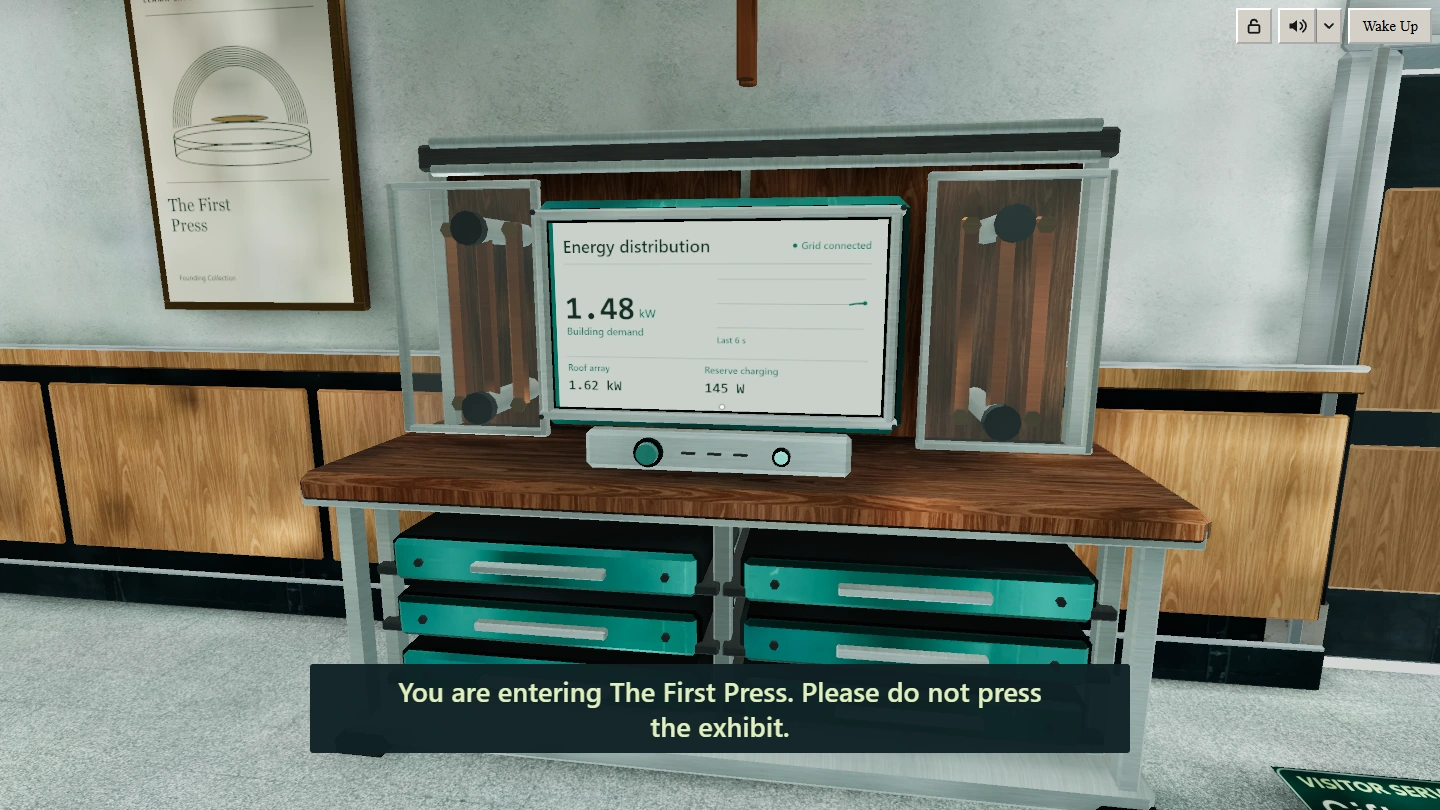 Wake Up
The First
Press
Founding Collection
Energy distribution
• Grid connected
1.48 kW
Building demand
Last 6 s
Roof array
1.62 kW
Reserve charging
145 W
You are entering The First Press. Please do not press
the exhibit.
VISITOR